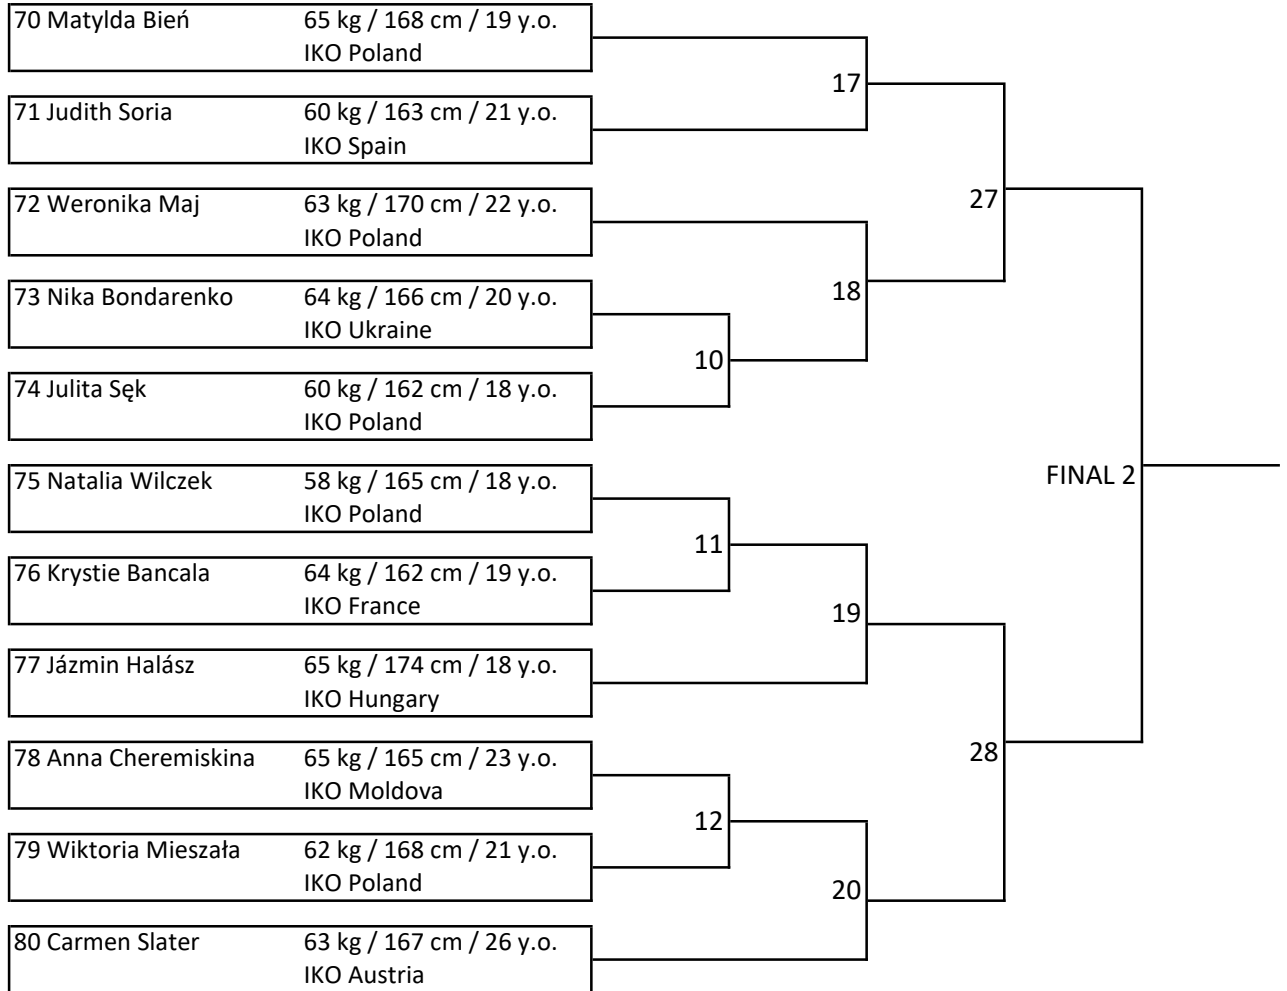 70 Matylda Bień 65 kg / 168 cm / 19 y.o.
IKO Poland
17
71 Judith Soria 60 kg / 163 cm / 21 y.o.
IKO Spain
72 Weronika Maj 63 kg / 170 cm / 22 y.o.
27
IKO Poland
73 Nika Bondarenko 64 kg / 166 cm / 20 y.o.
18
IKO Ukraine
10
74 Julita Sęk 60 kg / 162 cm / 18 y.o.
IKO Poland
75 Natalia Wilczek 58 kg / 165 cm / 18 y.o.
FINAL 2
IKO Poland
11
76 Krystie Bancala 64 kg / 162 cm / 19 y.o.
IKO France
19
77 Jázmin Halász 65 kg / 174 cm / 18 y.o.
IKO Hungary
78 Anna Cheremiskina 65 kg / 165 cm / 23 y.o.
28
IKO Moldova
12
79 Wiktoria Mieszała 62 kg / 168 cm / 21 y.o.
IKO Poland
20
80 Carmen Slater 63 kg / 167 cm / 26 y.o.
IKO Austria